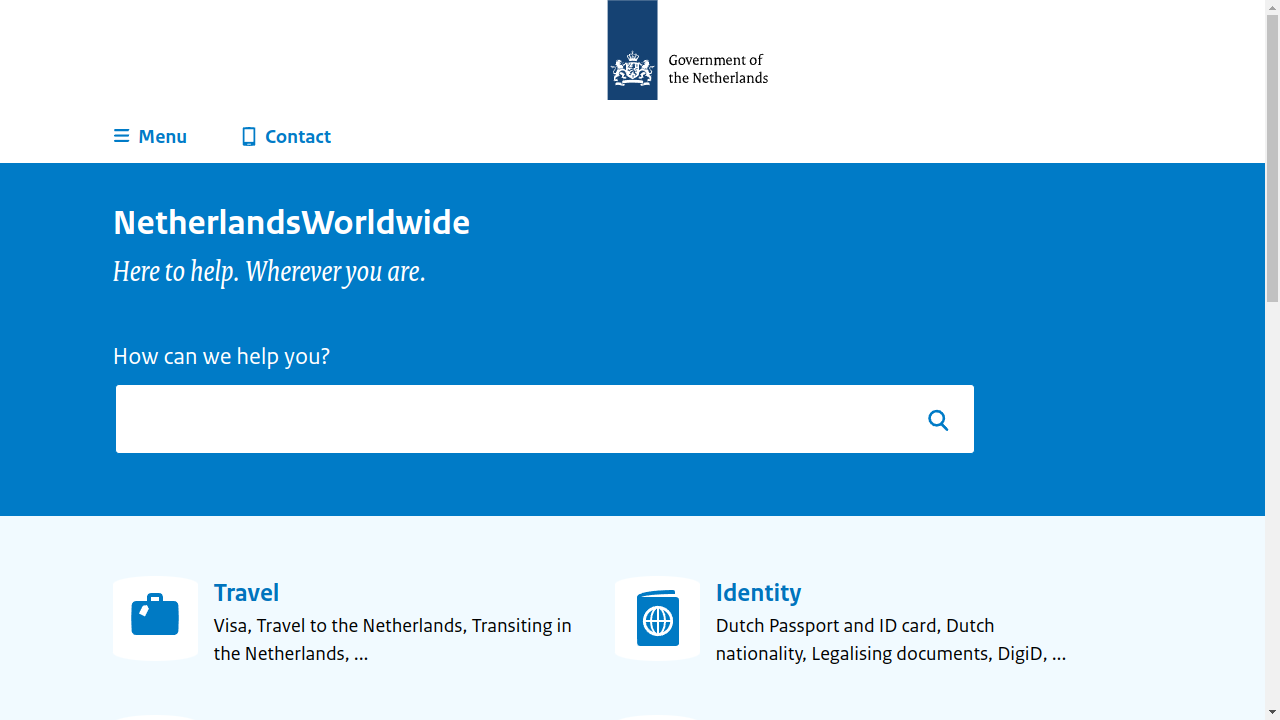 Government of
the Netherlands
Menu
Contact
NetherlandsWorldwide
Here to help. Wherever you are.
How can we help you?
Travel
Visa, Travel to the Netherlands, Transiting in
the Netherlands, ...
Identity
Dutch Passport and ID card, Dutch
nationality, Legalising documents, DigiD, ...